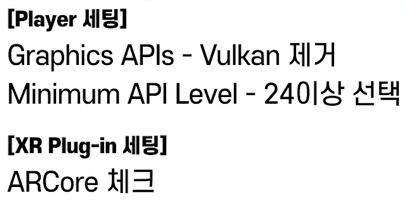 [Player 세팅]
Graphics APIs - Vulkan 제거
Minimum API Level - 24이상 선택
[XR Plug-in 세팅]
ARCore 체크